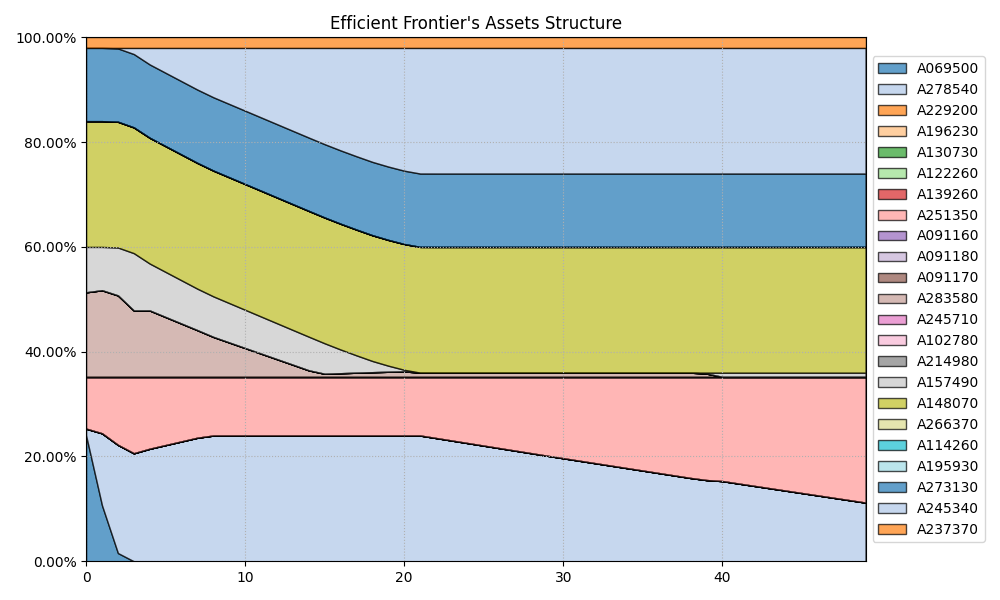 Efficient Frontier's Assets Structure
100.00%
80.00%
60.00%
40.00%
20.00%
0.00%
0
10
20
30
40
A069500
A278540
A229200
A196230
A130730
A122260
A139260
A251350
A091160
A091180
A091170
A283580
A245710
A102780
A214980
A157490
A148070
A266370
A114260
A195930
A273130
A245340
A237370